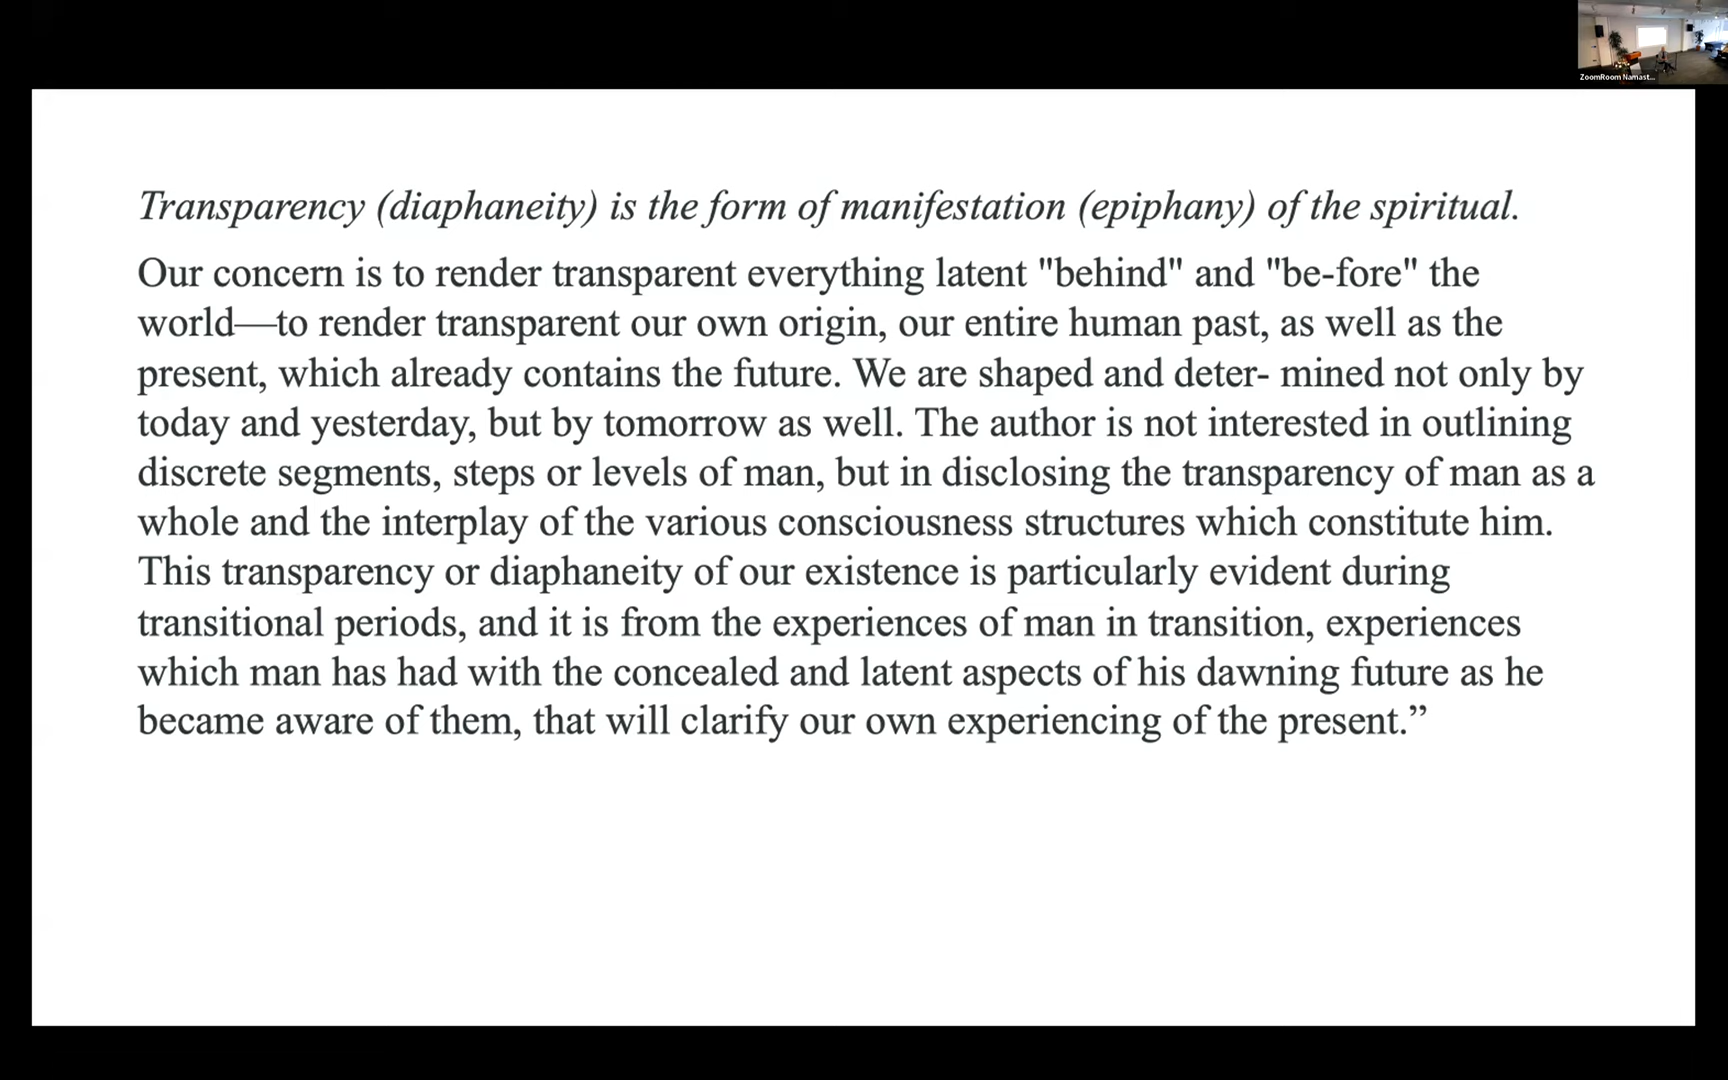 ZoomRoom Namast...
Transparency (diaphaneity) is the form of manifestation (epiphany) of the spiritual.
Our concern is to render transparent everything latent "behind" and "be-fore" the
world—to render transparent our own origin, our entire human past, as well as the
present, which already contains the future. We are shaped and deter- mined not only by
today and yesterday, but by tomorrow as well. The author is not interested in outlining
discrete segments, steps or levels of man, but in disclosing the transparency of man as a
whole and the interplay of the various consciousness structures which constitute him.
This transparency or diaphaneity of our existence is particularly evident during
transitional periods, and it is from the experiences of man in transition, experiences
which man has had with the concealed and latent aspects of his dawning future as he
became aware of them, that will clarify our own experiencing of the present.”